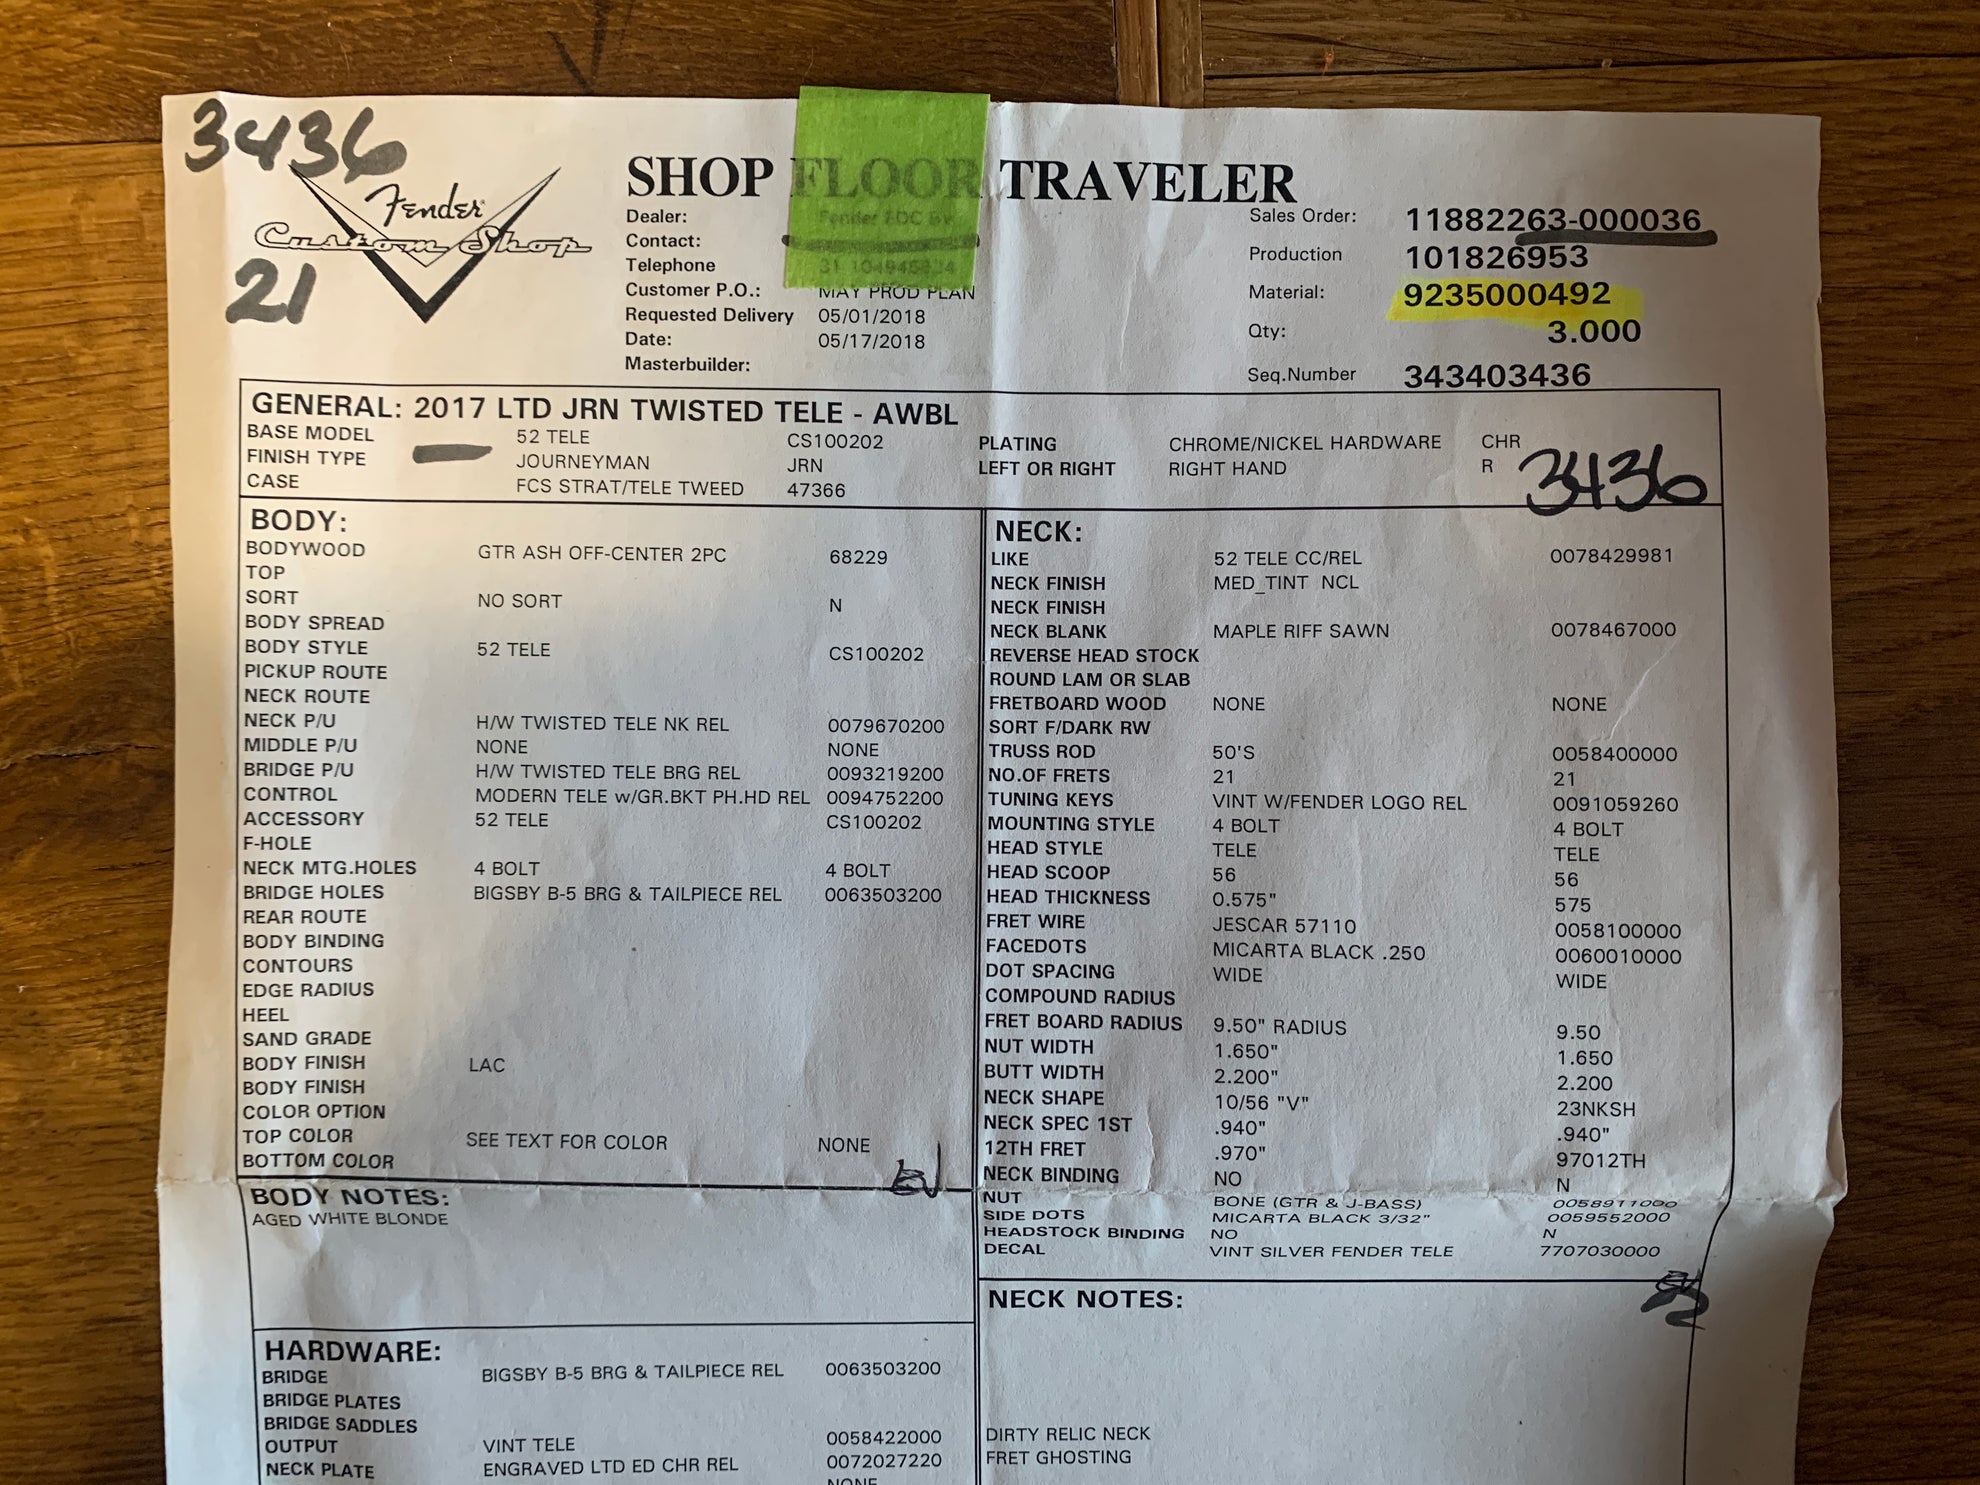 3436
Fender
Custom Shop
21
SHOP FLOOR TRAVELER
Dealer: Fender EDC BV
Contact:
Telephone
Customer P.O.: MAY PROD PLAN
Requested Delivery 05/01/2018
Date: 05/17/2018
Masterbuilder:
Sales Order: 11882263-000036
Production 101826953
Material: 9235000492
Qty: 3.000
Seq.Number 343403436
GENERAL: 2017 LTD JRN TWISTED TELE - AWBL
BASE MODEL 52 TELE CS100202
FINISH TYPE JOURNEYMAN JRN
CASE FCS STRAT/TELE TWEED 47366
PLATING CHROME/NICKEL HARDWARE CHR
LEFT OR RIGHT RIGHT HAND R
3436
BODY:
BODYWOOD GTR ASH OFF-CENTER 2PC 68229
TOP
SORT NO SORT N
BODY SPREAD
BODY STYLE 52 TELE CS100202
PICKUP ROUTE
NECK ROUTE
NECK P/U H/W TWISTED TELE NK REL 0079670200
MIDDLE P/U NONE NONE
BRIDGE P/U H/W TWISTED TELE BRG REL 0093219200
CONTROL MODERN TELE w/GR.BKT PH.HD REL 0094752200
ACCESSORY 52 TELE CS100202
F-HOLE
NECK MTG.HOLES 4 BOLT 4 BOLT
BRIDGE HOLES BIGSBY B-5 BRG & TAILPIECE REL 0063503200
REAR ROUTE
BODY BINDING
CONTOURS
EDGE RADIUS
HEEL
SAND GRADE
BODY FINISH LAC
BODY FINISH
COLOR OPTION
TOP COLOR SEE TEXT FOR COLOR NONE
BOTTOM COLOR
BODY NOTES:
AGED WHITE BLONDE
HARDWARE:
BRIDGE BIGSBY B-5 BRG & TAILPIECE REL 0063503200
BRIDGE PLATES
BRIDGE SADDLES
OUTPUT VINT TELE 0058422000
NECK PLATE ENGRAVED LTD ED CHR REL 0072027220
NONE
NECK:
LIKE 52 TELE CC/REL 0078429981
NECK FINISH MED_TINT NCL
NECK FINISH
NECK BLANK MAPLE RIFF SAWN 0078467000
REVERSE HEAD STOCK
ROUND LAM OR SLAB
FRETBOARD WOOD NONE NONE
SORT F/DARK RW
TRUSS ROD 50'S 0058400000
NO.OF FRETS 21 21
TUNING KEYS VINT W/FENDER LOGO REL 0091059260
MOUNTING STYLE 4 BOLT 4 BOLT
HEAD STYLE TELE TELE
HEAD SCOOP 56 56
HEAD THICKNESS 0.575" 575
FRET WIRE JESCAR 57110 0058100000
FACEDOTS MICARTA BLACK .250 0060010000
DOT SPACING WIDE WIDE
COMPOUND RADIUS
FRET BOARD RADIUS 9.50" RADIUS 9.50
NUT WIDTH 1.650" 1.650
BUTT WIDTH 2.200" 2.200
NECK SHAPE 10/56 "V" 23NKSH
NECK SPEC 1ST .940" .940"
12TH FRET .970" 97012TH
NECK BINDING NO N
NUT BONE (GTR & J-BASS) 0058911000
SIDE DOTS MICARTA BLACK 3/32" 0059552000
HEADSTOCK BINDING NO N
DECAL VINT SILVER FENDER TELE 7707030000
NECK NOTES:
DIRTY RELIC NECK
FRET GHOSTING